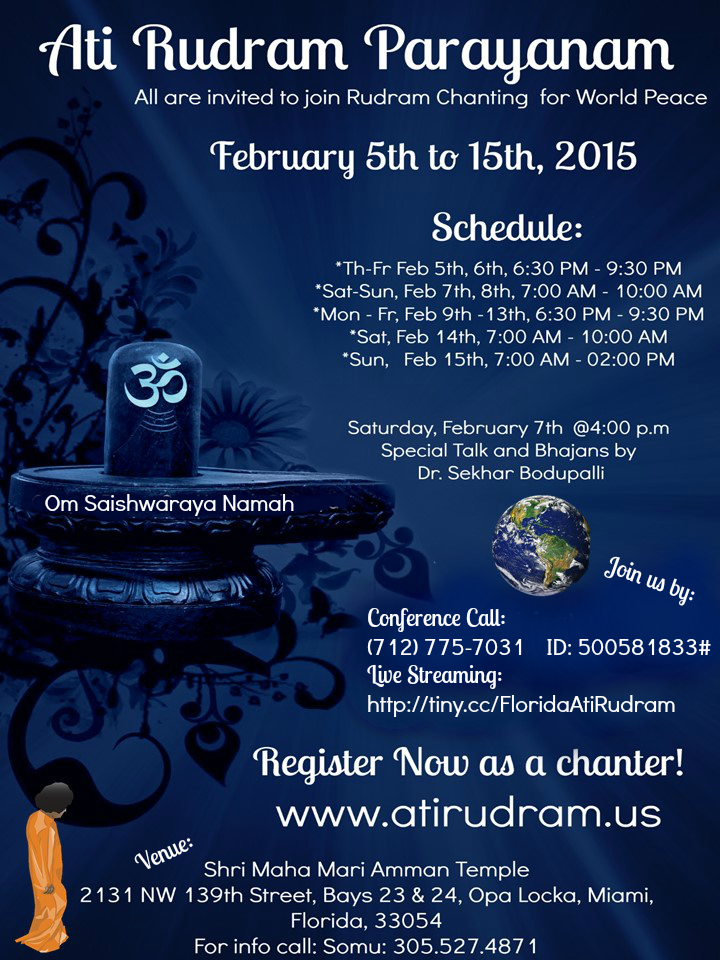 Ati Rudram Parayanam
All are invited to join Rudram Chanting for World Peace
February 5th to 15th, 2015
Schedule:
*Th-Fr Feb 5th, 6th, 6:30 PM - 9:30 PM
*Sat-Sun, Feb 7th, 8th, 7:00 AM - 10:00 AM
*Mon - Fr, Feb 9th -13th, 6:30 PM - 9:30 PM
*Sat, Feb 14th, 7:00 AM - 10:00 AM
*Sun, Feb 15th, 7:00 AM - 02:00 PM
ॐ
Saturday, February 7th @4:00 p.m
Special Talk and Bhajans by
Dr. Sekhar Bodupalli
Om Saishwaraya Namah
Join us by:
Conference Call:
(712) 775-7031 ID: 500581833#
Live Streaming:
http://tiny.cc/FloridaAtiRudram
Register Now as a chanter!
www.atirudram.us
Venue:
Shri Maha Mari Amman Temple
2131 NW 139th Street, Bays 23 & 24, Opa Locka, Miami,
Florida, 33054
For info call: Somu: 305.527.4871